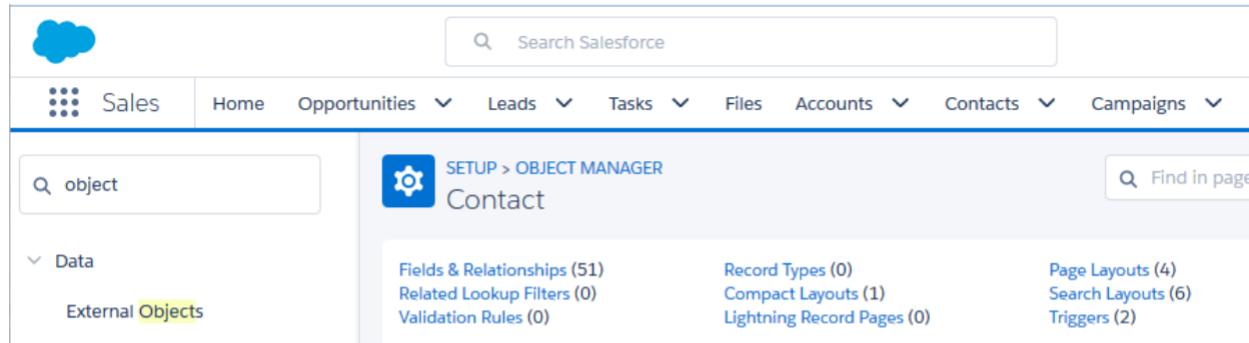 Search Salesforce
Sales Home Opportunities Leads Tasks Files Accounts Contacts Campaigns
object
SETUP > OBJECT MANAGER
Contact
Find in page
Data
External Objects
Fields & Relationships (51) Record Types (0) Page Layouts (4)
Related Lookup Filters (0) Compact Layouts (1) Search Layouts (6)
Validation Rules (0) Lightning Record Pages (0) Triggers (2)